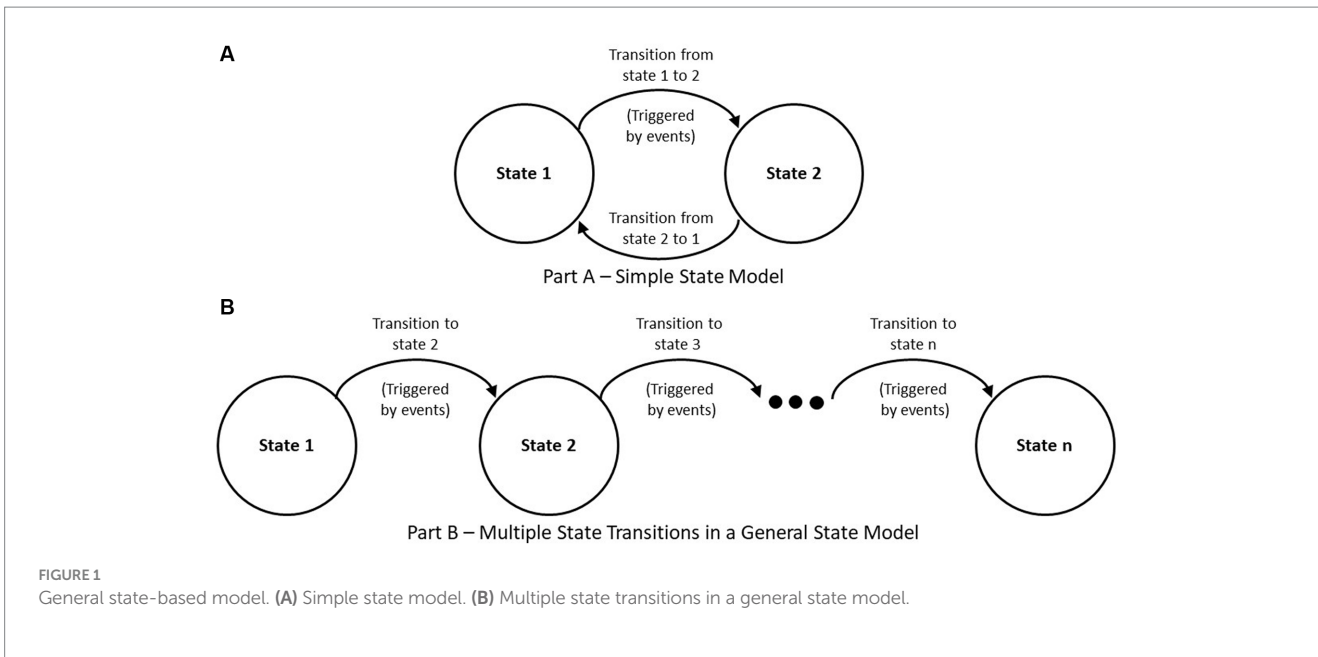 A
Transition from
state 1 to 2
(Triggered
by events)
State 1
State 2
Transition from
state 2 to 1
Part A – Simple State Model
B
Transition to
state 2
(Triggered
by events)
Transition to
state 3
(Triggered
by events)
Transition to
state n
(Triggered
by events)
State 1
State 2
State n
Part B – Multiple State Transitions in a General State Model
FIGURE 1
General state-based model. (A) Simple state model. (B) Multiple state transitions in a general state model.